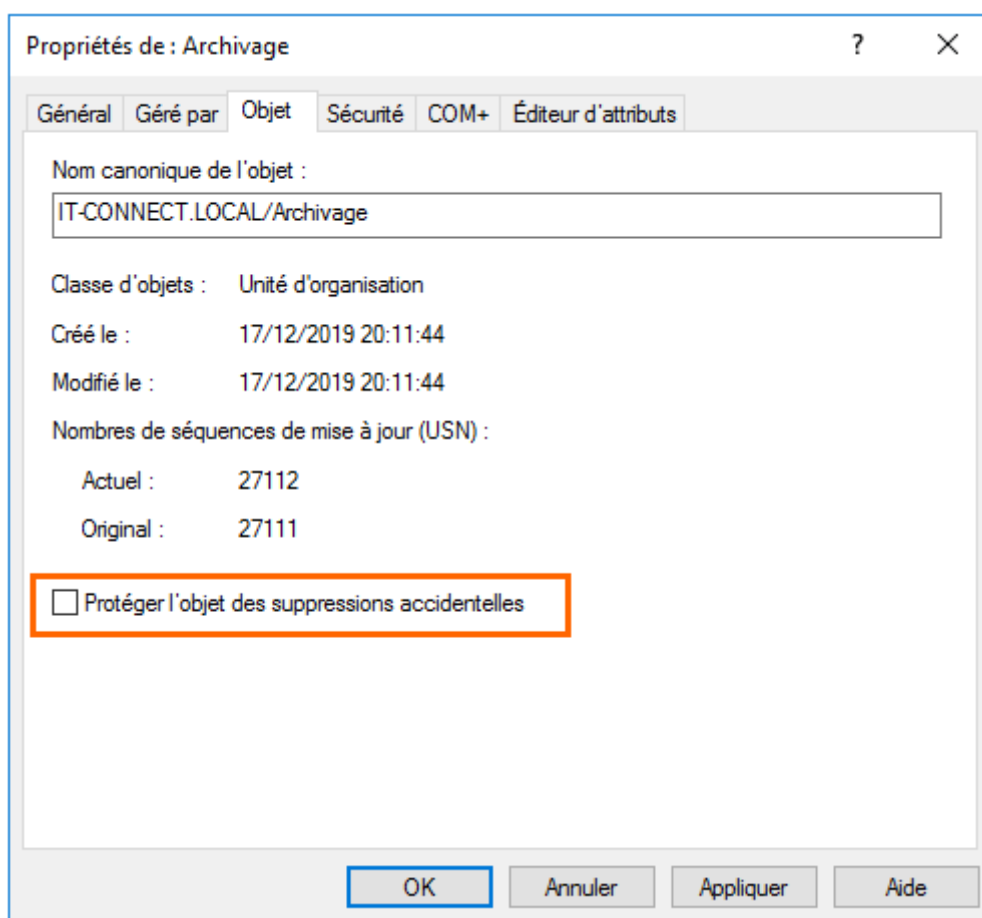 Propriétés de : Archivage ? ×
Général Géré par Objet Sécurité COM+ Éditeur d'attributs
Nom canonique de l'objet :
IT-CONNECT.LOCAL/Archivage
Classe d'objets : Unité d'organisation
Créé le : 17/12/2019 20:11:44
Modifié le : 17/12/2019 20:11:44
Nombres de séquences de mise à jour (USN) :
Actuel : 27112
Original : 27111
Protéger l'objet des suppressions accidentelles
OK Annuler Appliquer Aide